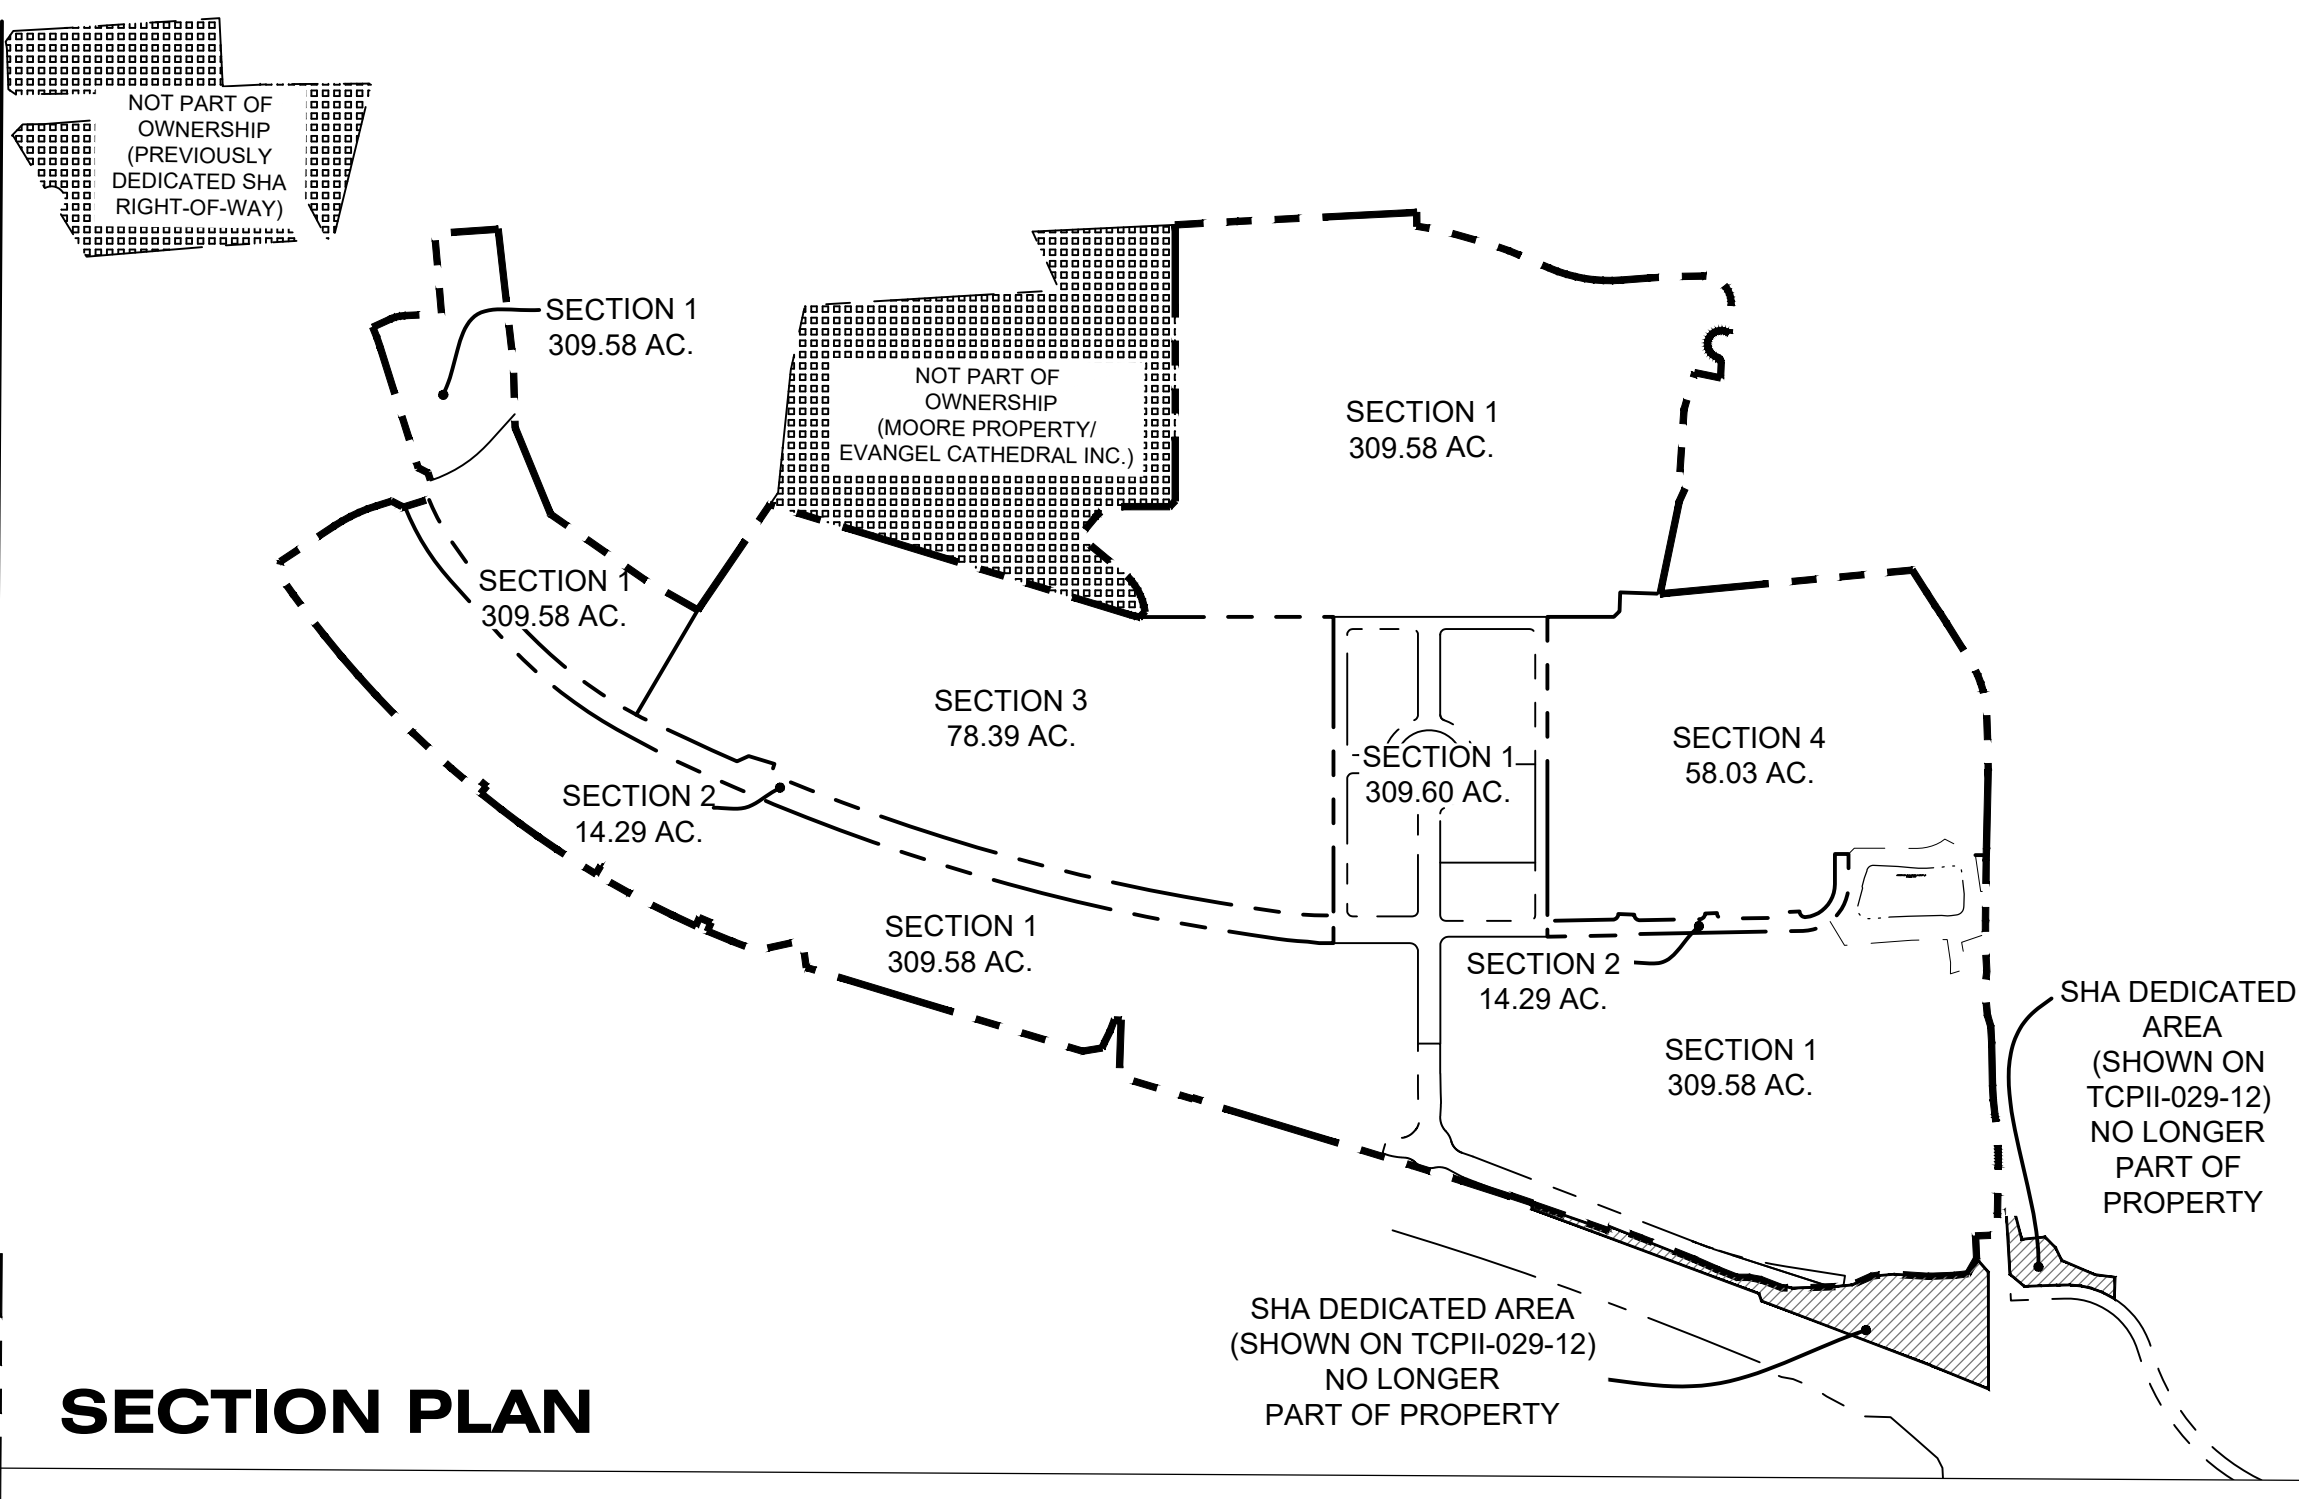 NOT PART OF
OWNERSHIP
(PREVIOUSLY
DEDICATED SHA
RIGHT-OF-WAY)
SECTION 1
309.58 AC.
NOT PART OF
OWNERSHIP
(MOORE PROPERTY/
EVANGEL CATHEDRAL INC.)
SECTION 1
309.58 AC.
SECTION 1
309.58 AC.
SECTION 3
78.39 AC.
SECTION 1
309.60 AC.
SECTION 4
58.03 AC.
SECTION 2
14.29 AC.
SECTION 1
309.58 AC.
SECTION 2
14.29 AC.
SECTION 1
309.58 AC.
SHA DEDICATED
AREA
(SHOWN ON
TCPII-029-12)
NO LONGER
PART OF
PROPERTY
SHA DEDICATED AREA
(SHOWN ON TCPII-029-12)
NO LONGER
PART OF PROPERTY
SECTION PLAN